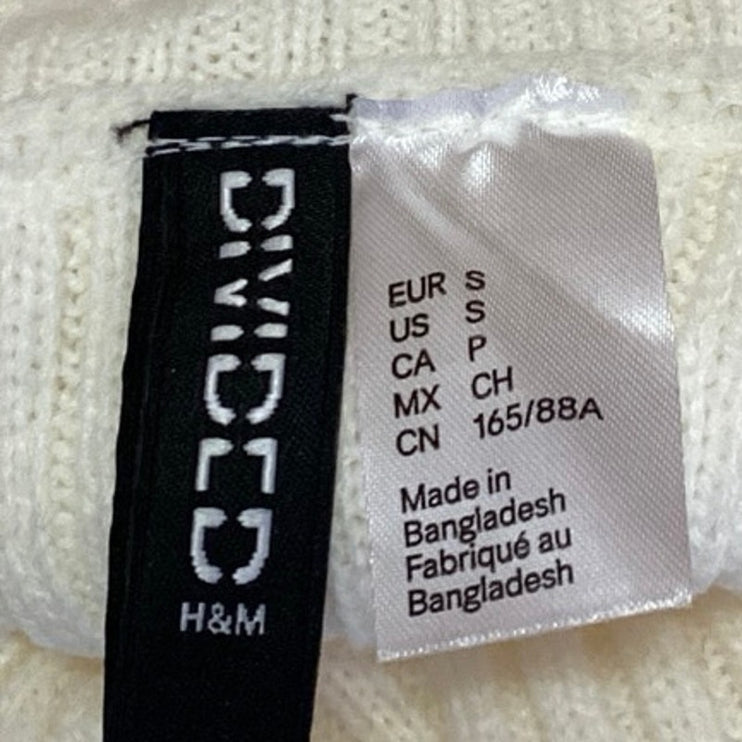 DIVIDED
H&M
EUR S
US S
CA P
MX CH
CN 165/88A
Made in
Bangladesh
Fabriqué au
Bangladesh